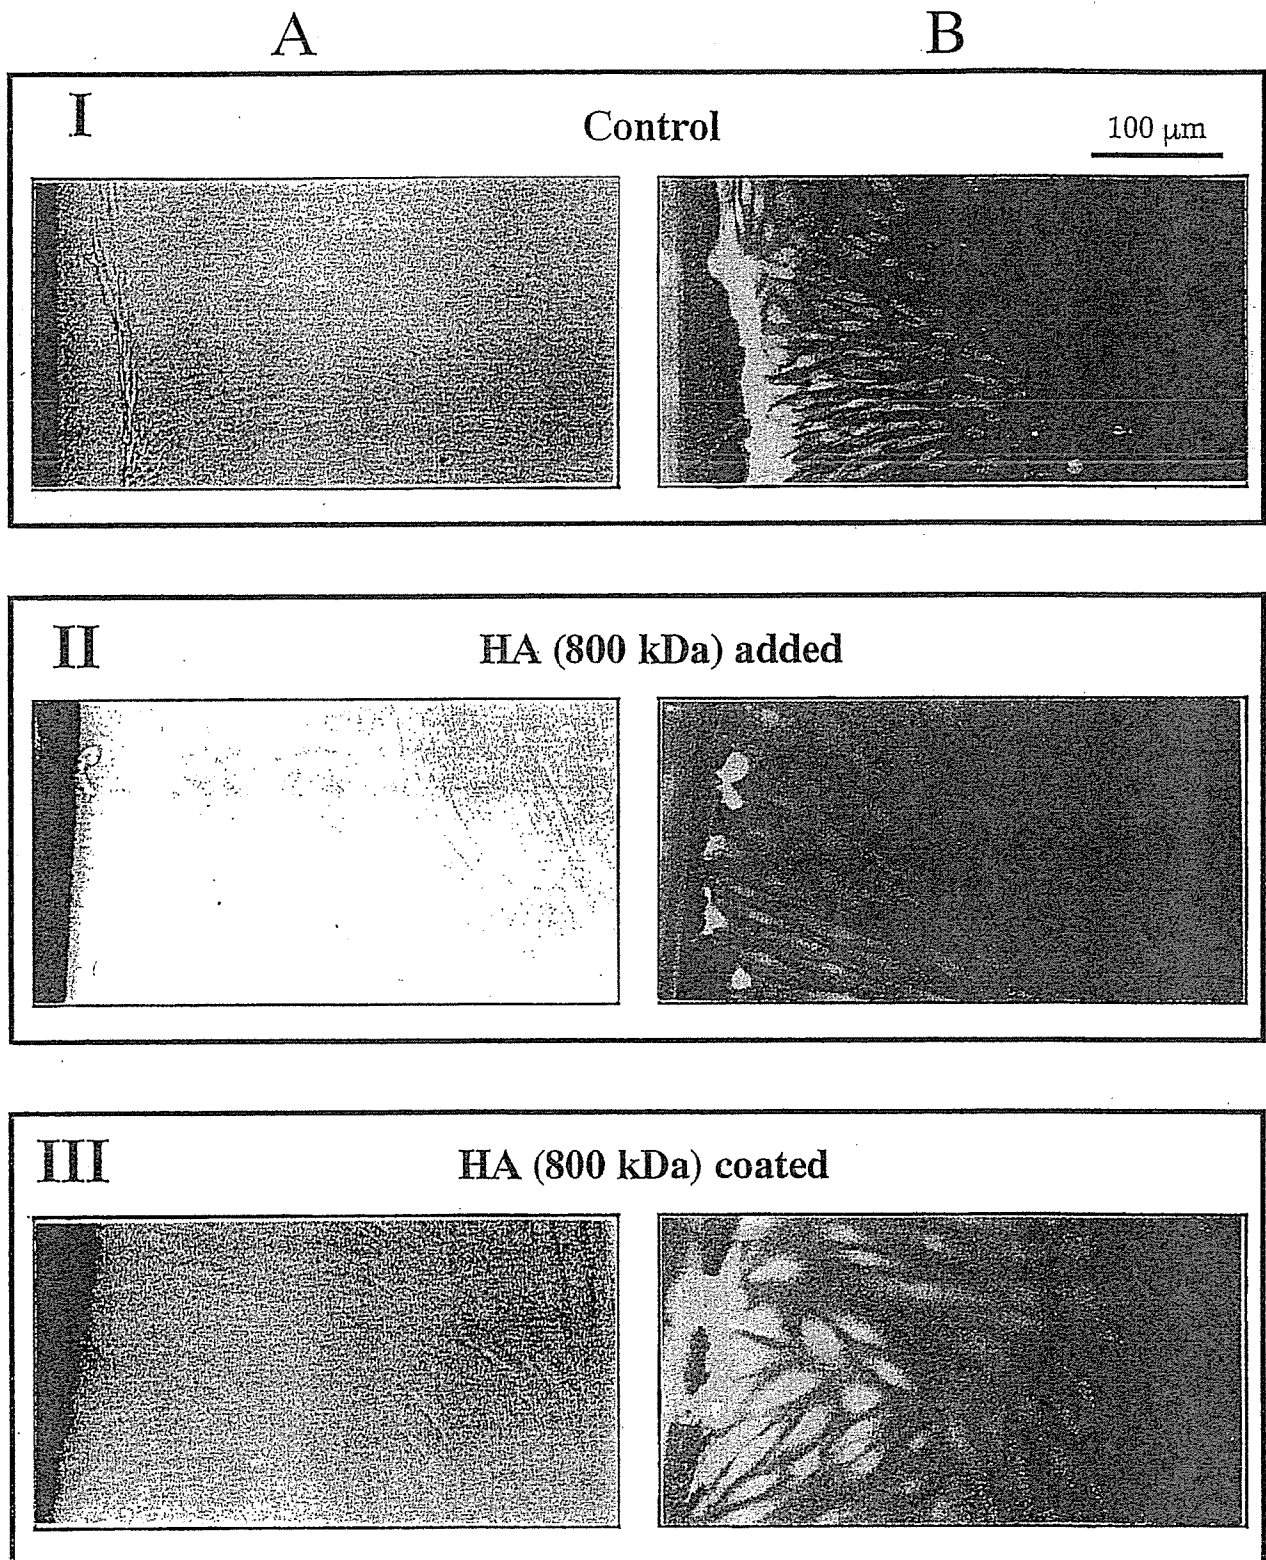 A B
I
Control
100 µm
II
HA (800 kDa) added
III
HA (800 kDa) coated